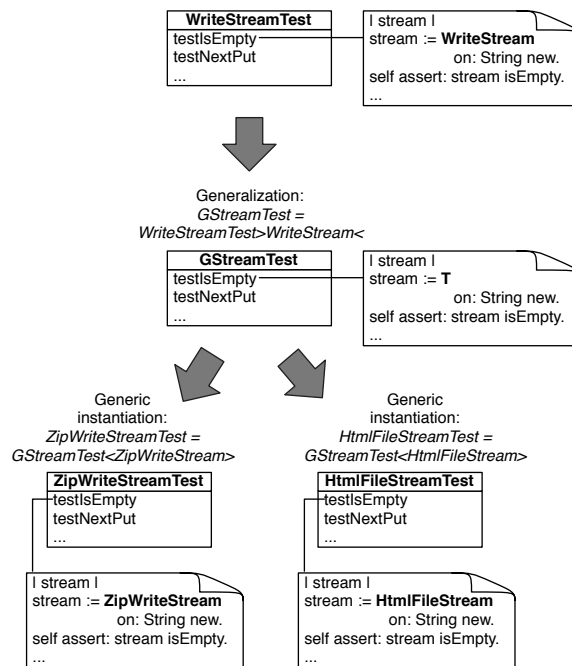 WriteStreamTest
testIsEmpty
testNextPut
...
| stream |
stream := WriteStream
on: String new.
self assert: stream isEmpty.
...
Generalization:
GStreamTest =
WriteStreamTest>WriteStream<
GStreamTest
testIsEmpty
testNextPut
...
| stream |
stream := T
on: String new.
self assert: stream isEmpty.
...
Generic
instantiation:
ZipWriteStreamTest =
GStreamTest<ZipWriteStream>
ZipWriteStreamTest
testIsEmpty
testNextPut
...
| stream |
stream := ZipWriteStream
on: String new.
self assert: stream isEmpty.
...
Generic
instantiation:
HtmlFileStreamTest =
GStreamTest<HtmlFileStream>
HtmlFileStreamTest
testIsEmpty
testNextPut
...
| stream |
stream := HtmlFileStream
on: String new.
self assert: stream isEmpty.
...